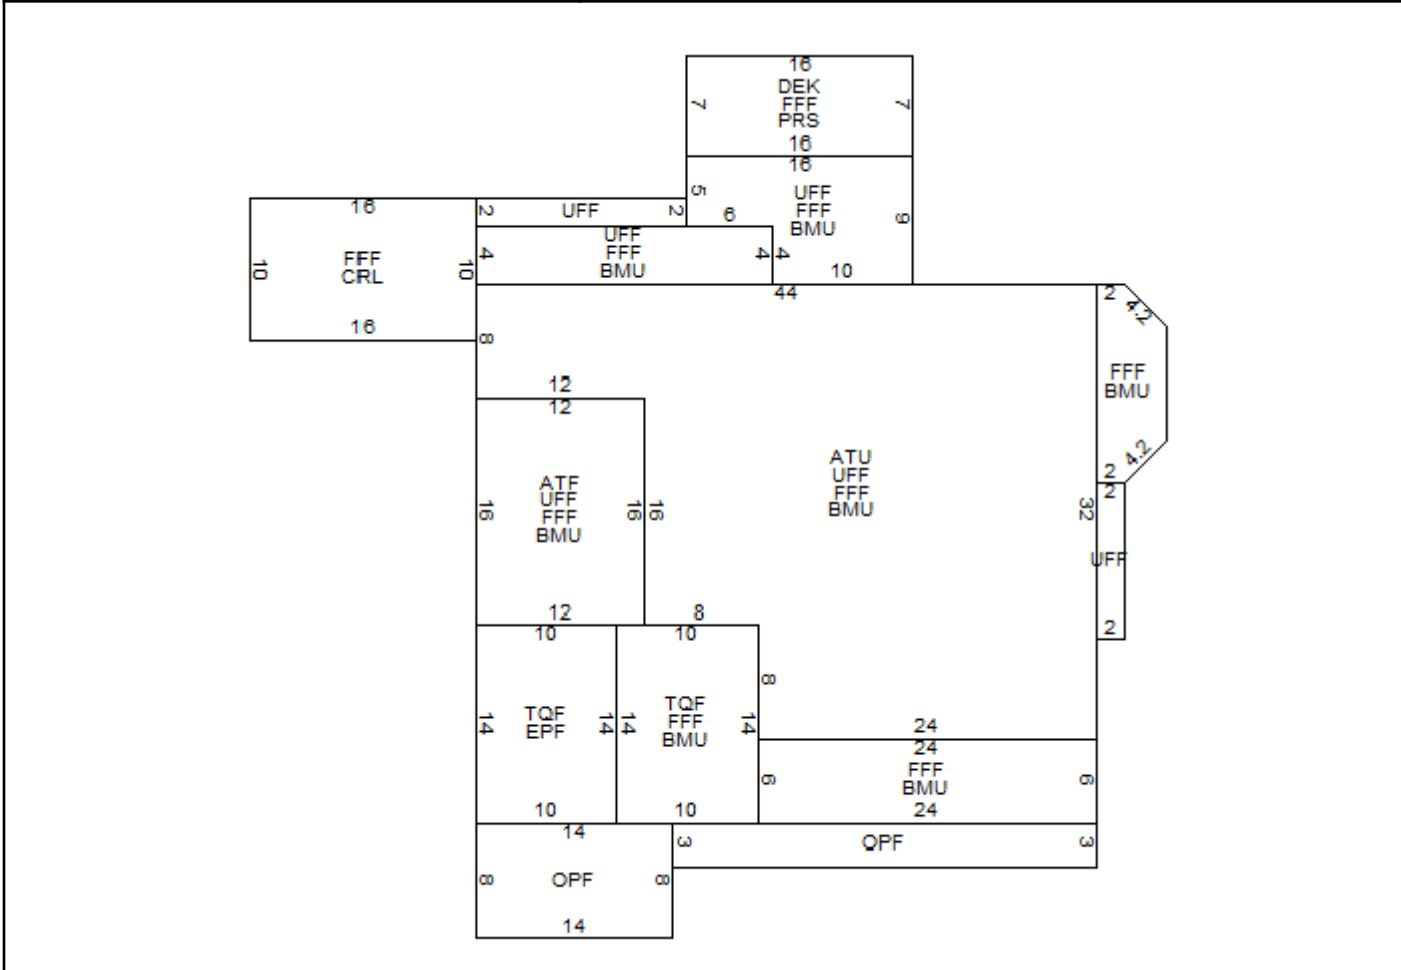 16
DEK
7 FFF 7
PRS
16
16
5 UFF 9
FFF
BMU
6
10
16
10 FFF 10
CRL
16
2 UFF 2
UFF
4 FFF 4 4
BMU
44
8
12
12
ATF
UFF
16 FFF 16 16
BMU
12
8
ATU
UFF
FFF
BMU
32
2 4.2
FFF
BMU
2 4.2
2
UFF
2
10
TQF
14 EPF 14
10
10
TQF
14 FFF 14
BMU
10
8
24
24
6 FFF 6
BMU
24
14
8 OPF 8
14
3 OPF 3